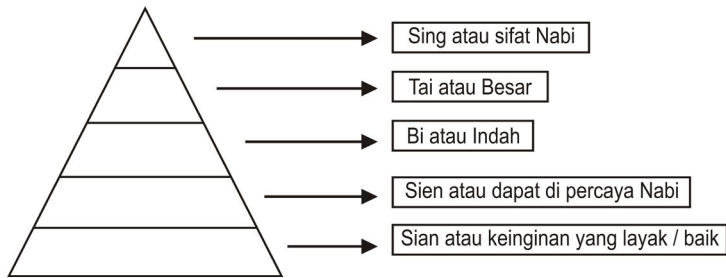 Sing atau sifat Nabi
Tai atau Besar
Bi atau Indah
Sien atau dapat di percaya Nabi
Sian atau keinginan yang layak / baik